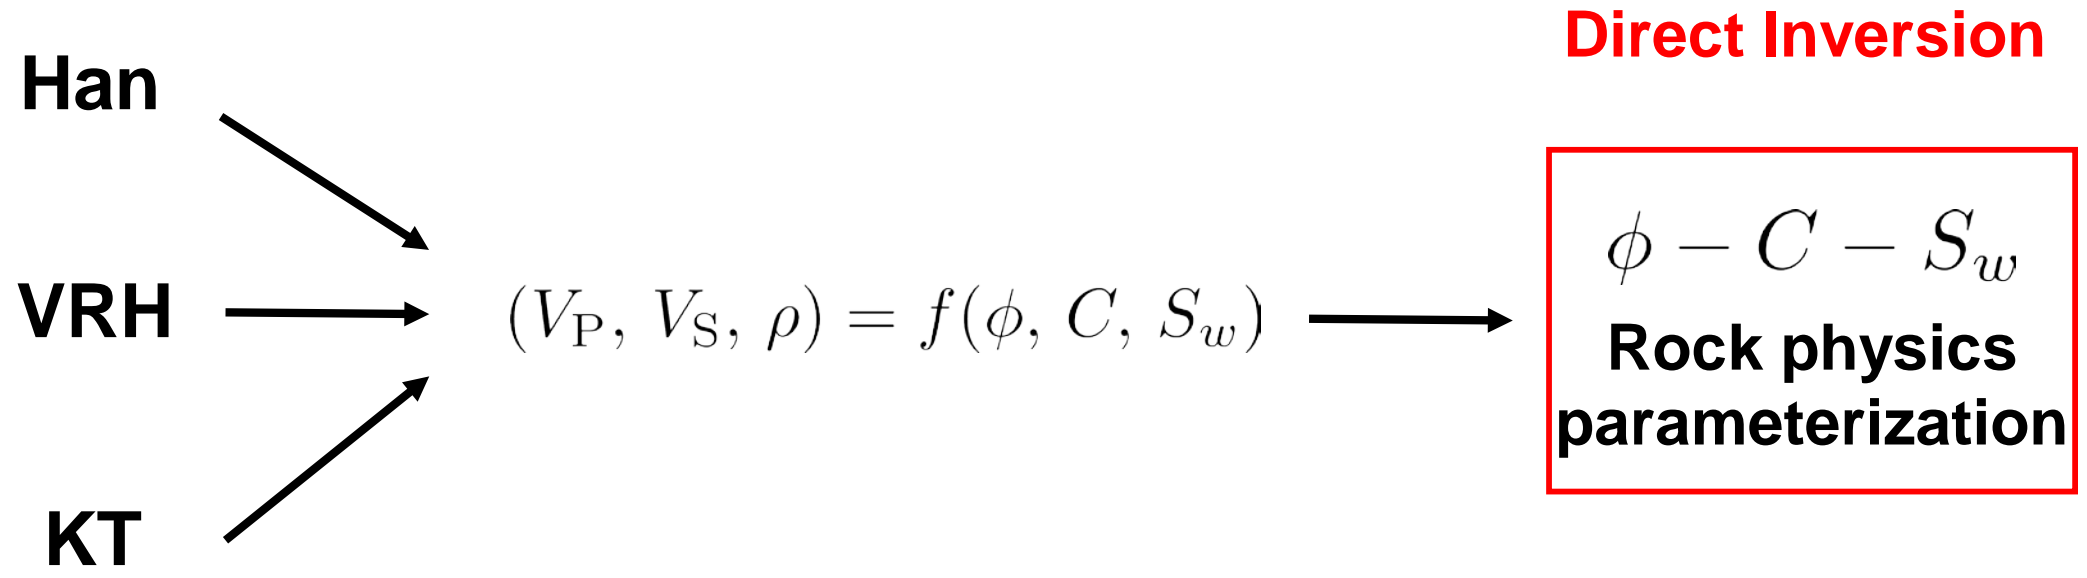 Direct Inversion
Han
VRH
KT
(V_P, V_S, ρ) = f(ϕ, C, S_w)
ϕ − C − S_w
Rock physics
parameterization